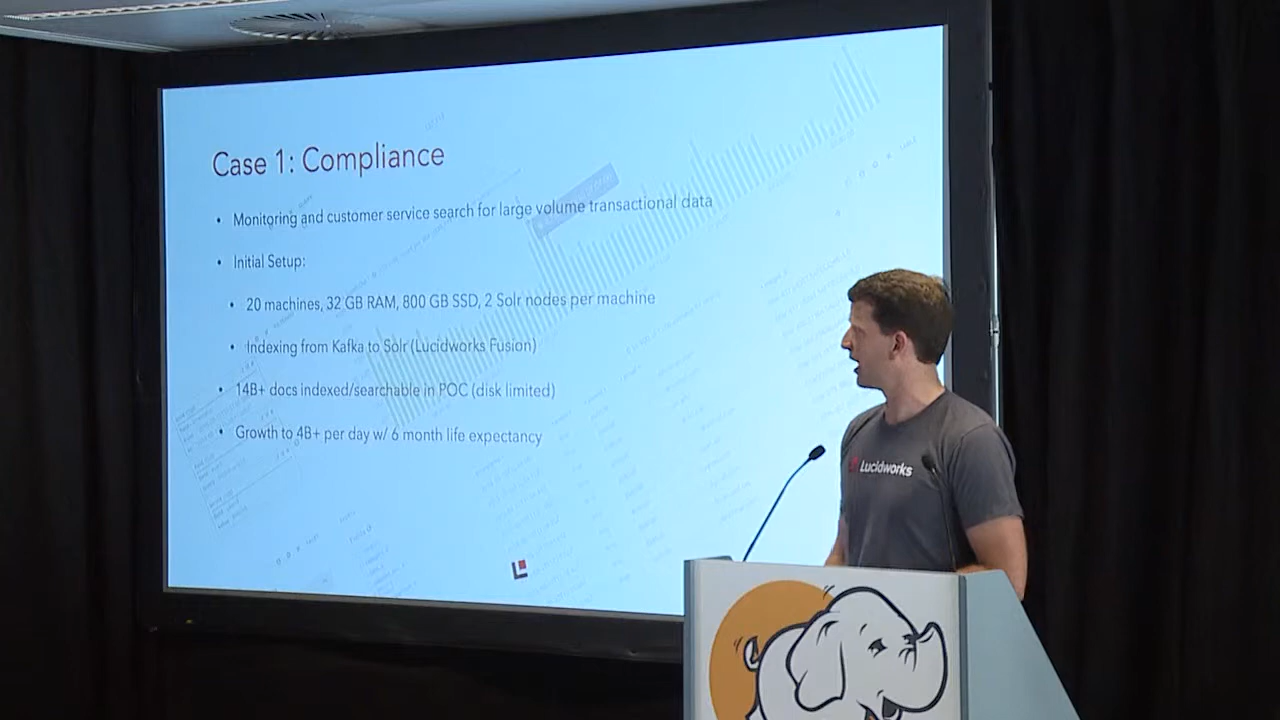 Case 1: Compliance
• Monitoring and customer service search for large volume transactional data
• Initial Setup:
• 20 machines, 32 GB RAM, 800 GB SSD, 2 Solr nodes per machine
• Indexing from Kafka to Solr (Lucidworks Fusion)
• 14B+ docs indexed/searchable in POC (disk limited)
• Growth to 4B+ per day w/ 6 month life expectancy
Lucidworks